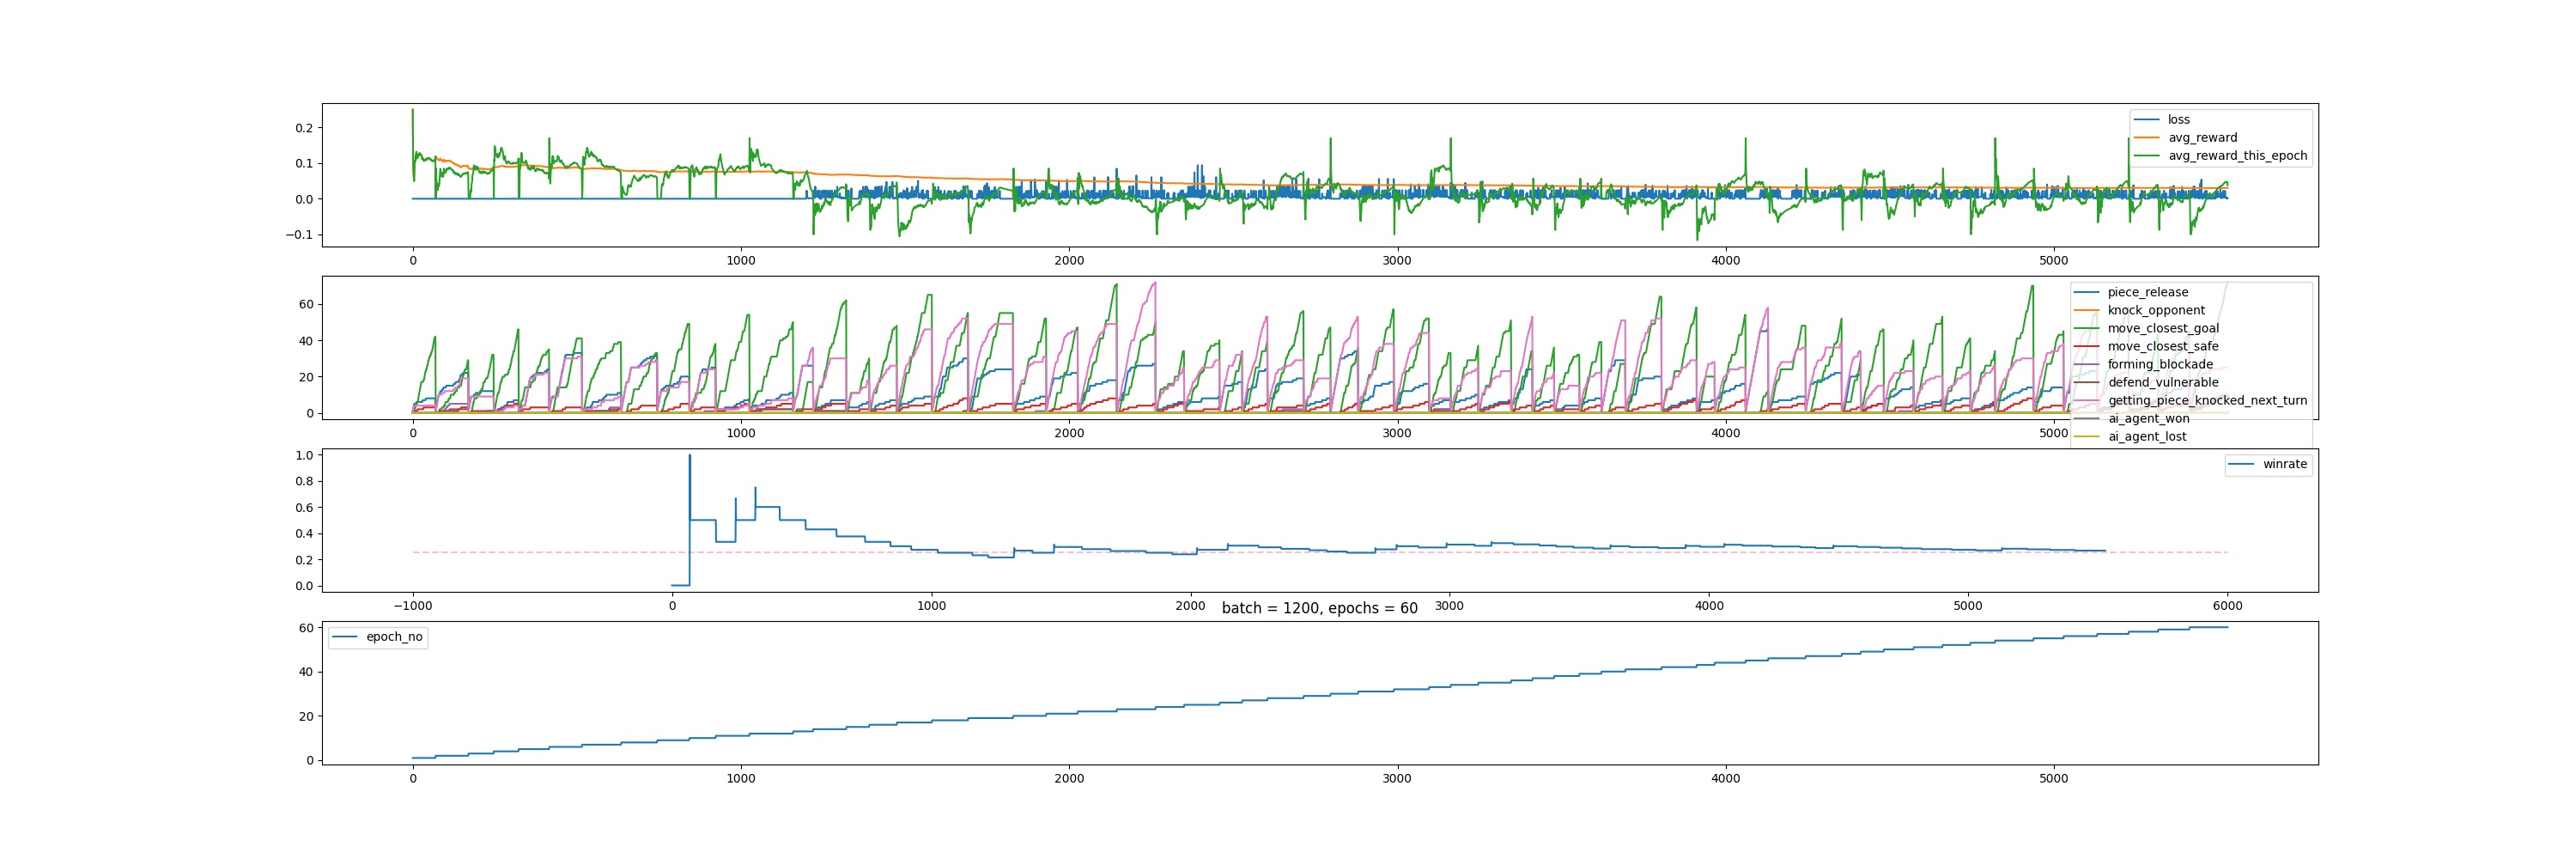 0.2
0.1
0.0
−0.1
loss
avg_reward
avg_reward_this_epoch
0 1000 2000 3000 4000 5000
60
40
20
0
piece_release
knock_opponent
move_closest_goal
move_closest_safe
forming_blockade
defend_vulnerable
getting_piece_knocked_next_turn
ai_agent_won
ai_agent_lost
0 1000 2000 3000 4000 5000
1.0
0.8
0.6
0.4
0.2
0.0
winrate
−1000 0 1000 2000 3000 4000 5000 6000
batch = 1200, epochs = 60
60
40
20
0
epoch_no
0 1000 2000 3000 4000 5000